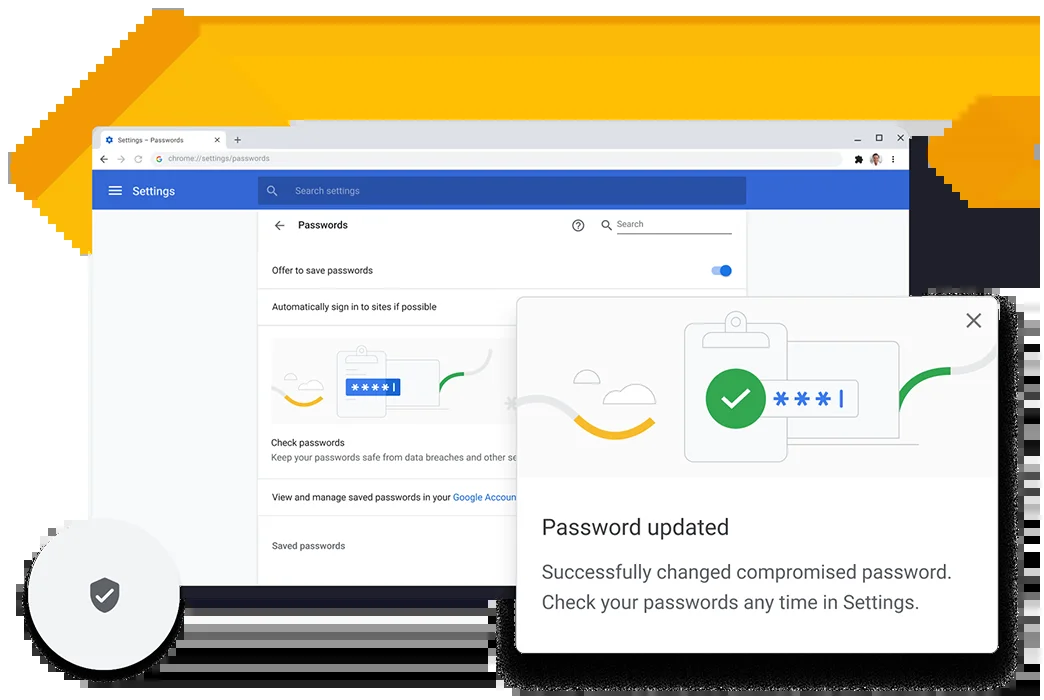 Settings – Passwords
chrome://settings/passwords
Settings
Search settings
Passwords
Search
Offer to save passwords
Automatically sign in to sites if possible
****|
Check passwords
Keep your passwords safe from data breaches and other se
View and manage saved passwords in your Google Accoun
Saved passwords
***|
Password updated
Successfully changed compromised password.
Check your passwords any time in Settings.